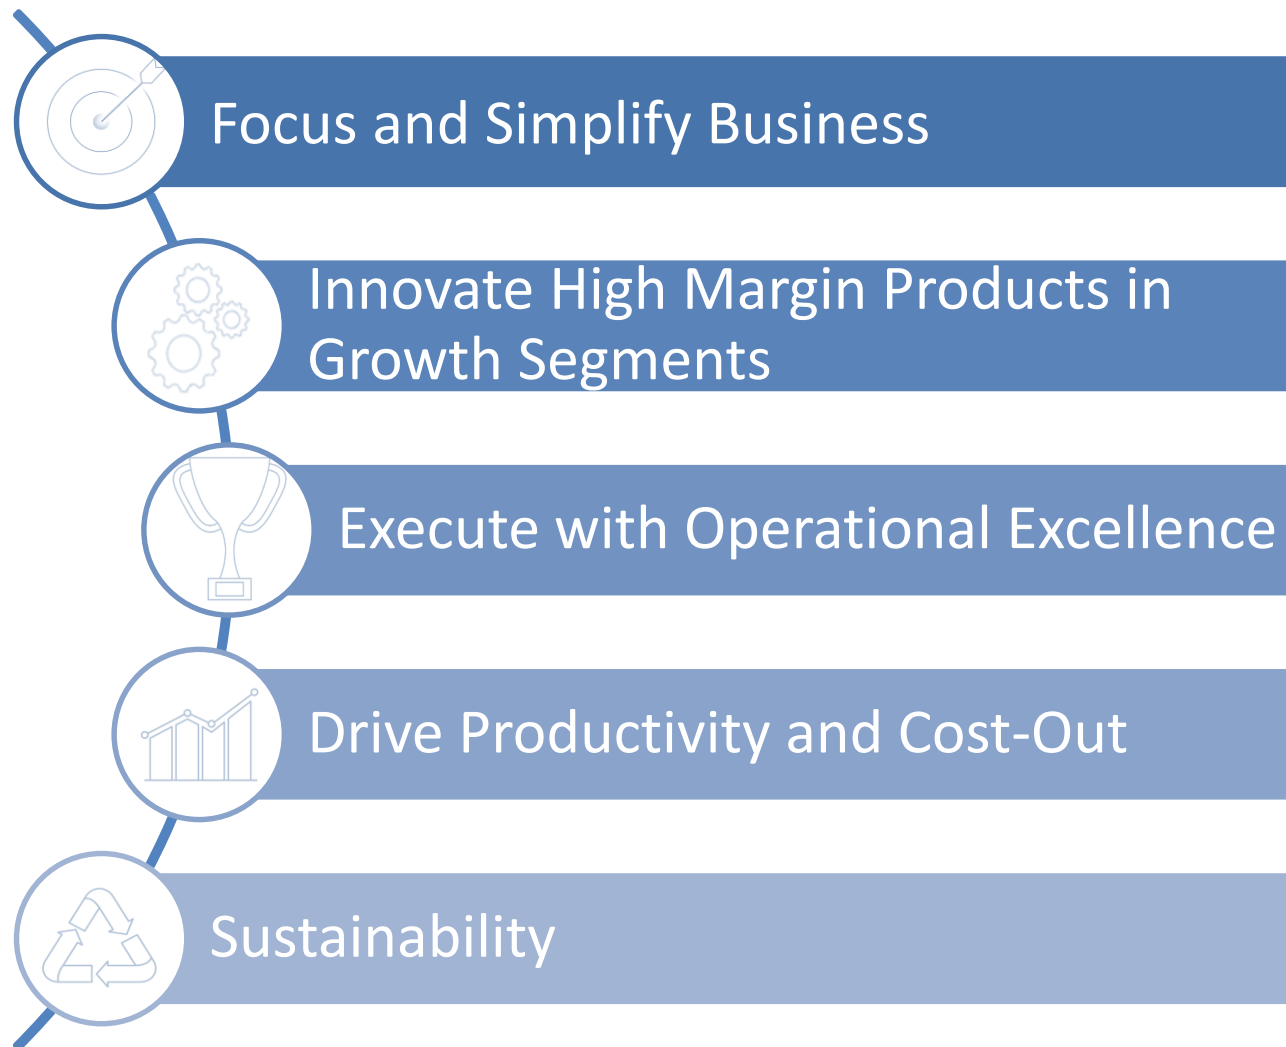 Focus and Simplify Business
Innovate High Margin Products in
Growth Segments
Execute with Operational Excellence
Drive Productivity and Cost-Out
Sustainability